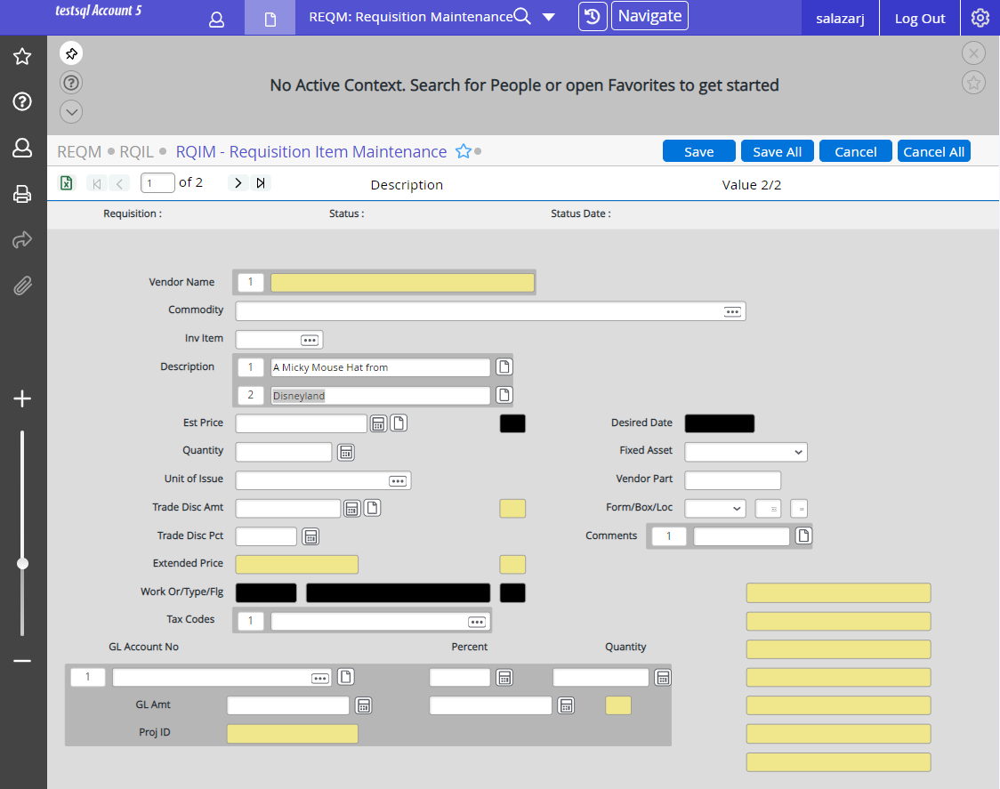 testsql Account 5
REQM: Requisition Maintenance
Navigate
salazarj
Log Out
No Active Context. Search for People or open Favorites to get started
REQM RQIL RQIM - Requisition Item Maintenance
Save Save All Cancel Cancel All
1 of 2 Description Value 2/2
Requisition : Status : Status Date :
Vendor Name 1
Commodity
Inv Item
Description 1 A Micky Mouse Hat from
2 Disneyland
Est Price Desired Date
Quantity Fixed Asset
Unit of Issue Vendor Part
Trade Disc Amt Form/Box/Loc
Trade Disc Pct Comments 1
Extended Price
Work Or/Type/Flg
Tax Codes 1
GL Account No Percent Quantity
1
GL Amt
Proj ID